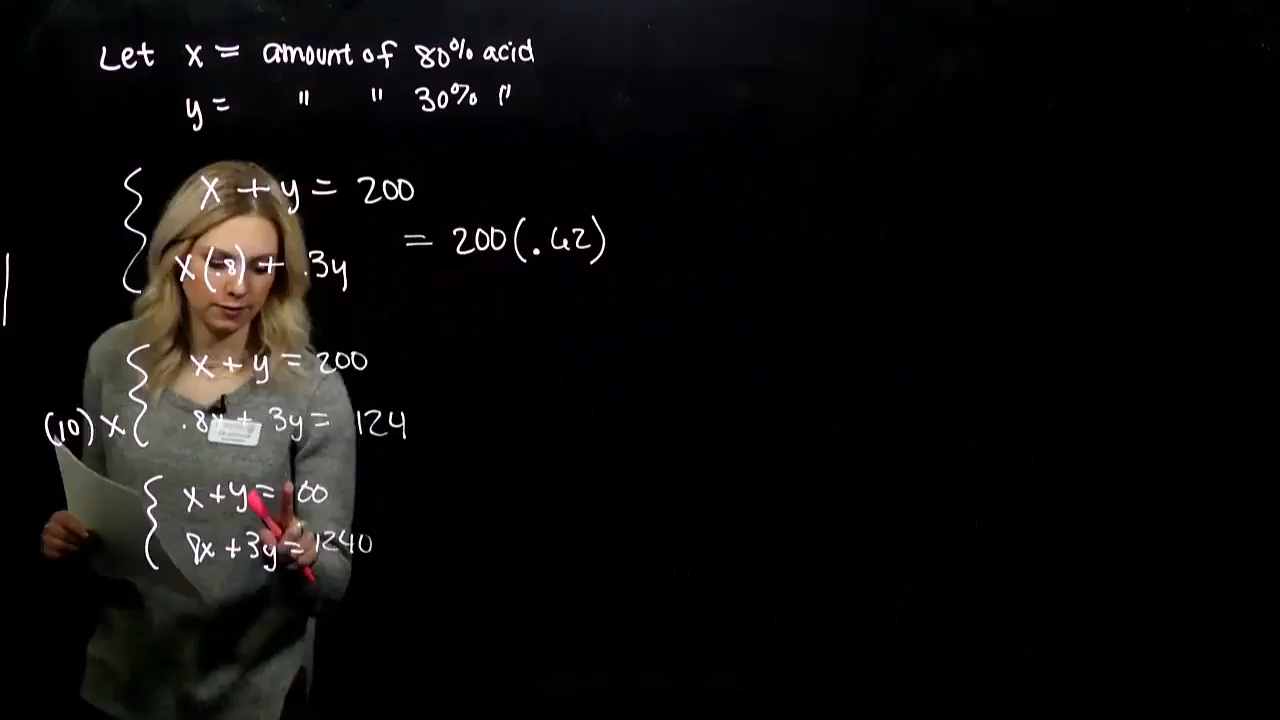 Let x = amount of 80% acid
y = " " 30% "
x + y = 200
x(.8) + .3y = 200(.62)
x + y = 200
(10) x .8x + 3y = 124
x + y = 00
8x + 3y = 1240